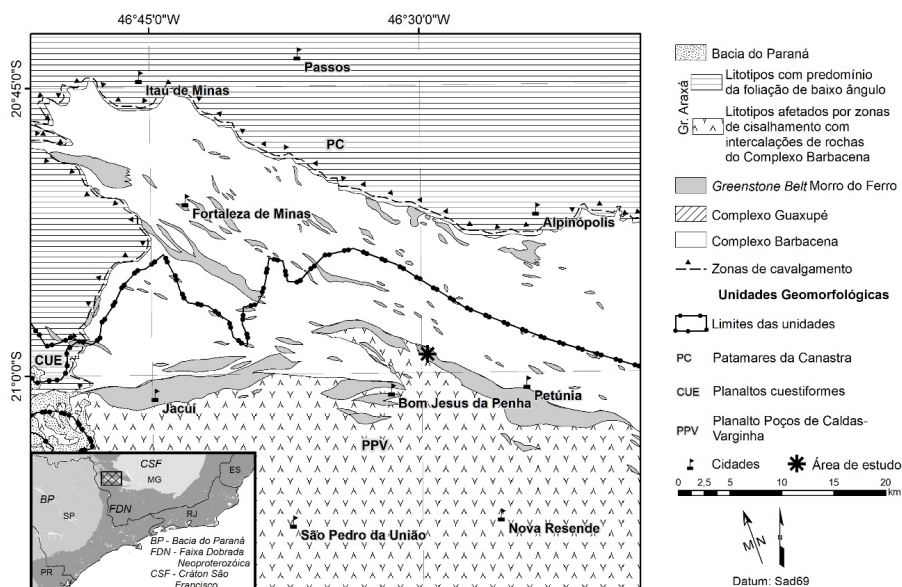 46°45'0"W
46°30'0"W
20°45'0"S
21°0'0"S
Passos
Itaú de Minas
PC
Fortaleza de Minas
Alpinópolis
CUE
Jacuí
Bom Jesus da Penha
Petúnia
PPV
São Pedro da União
Nova Resende
CSF
MG
ES
BP
SP
FDN
RJ
PR
BP - Bacia do Paraná
FDN - Faixa Dobrada
Neoproterozóica
CSF - Cráton São
Francisco
Bacia do Paraná
Gr. Araxá
Litotipos com predomínio
da foliação de baixo ângulo
Litotipos afetados por zonas
de cisalhamento com
intercalações de rochas
do Complexo Barbacena
Greenstone Belt Morro do Ferro
Complexo Guaxupé
Complexo Barbacena
Zonas de cavalgamento
Unidades Geomorfológicas
Limites das unidades
PC Patamares da Canastra
CUE Planaltos cuestiformes
PPV Planalto Poços de Caldas-
Varginha
Cidades Área de estudo
0 2,5 5 10 15 20
km
MN
N
Datum: Sad69